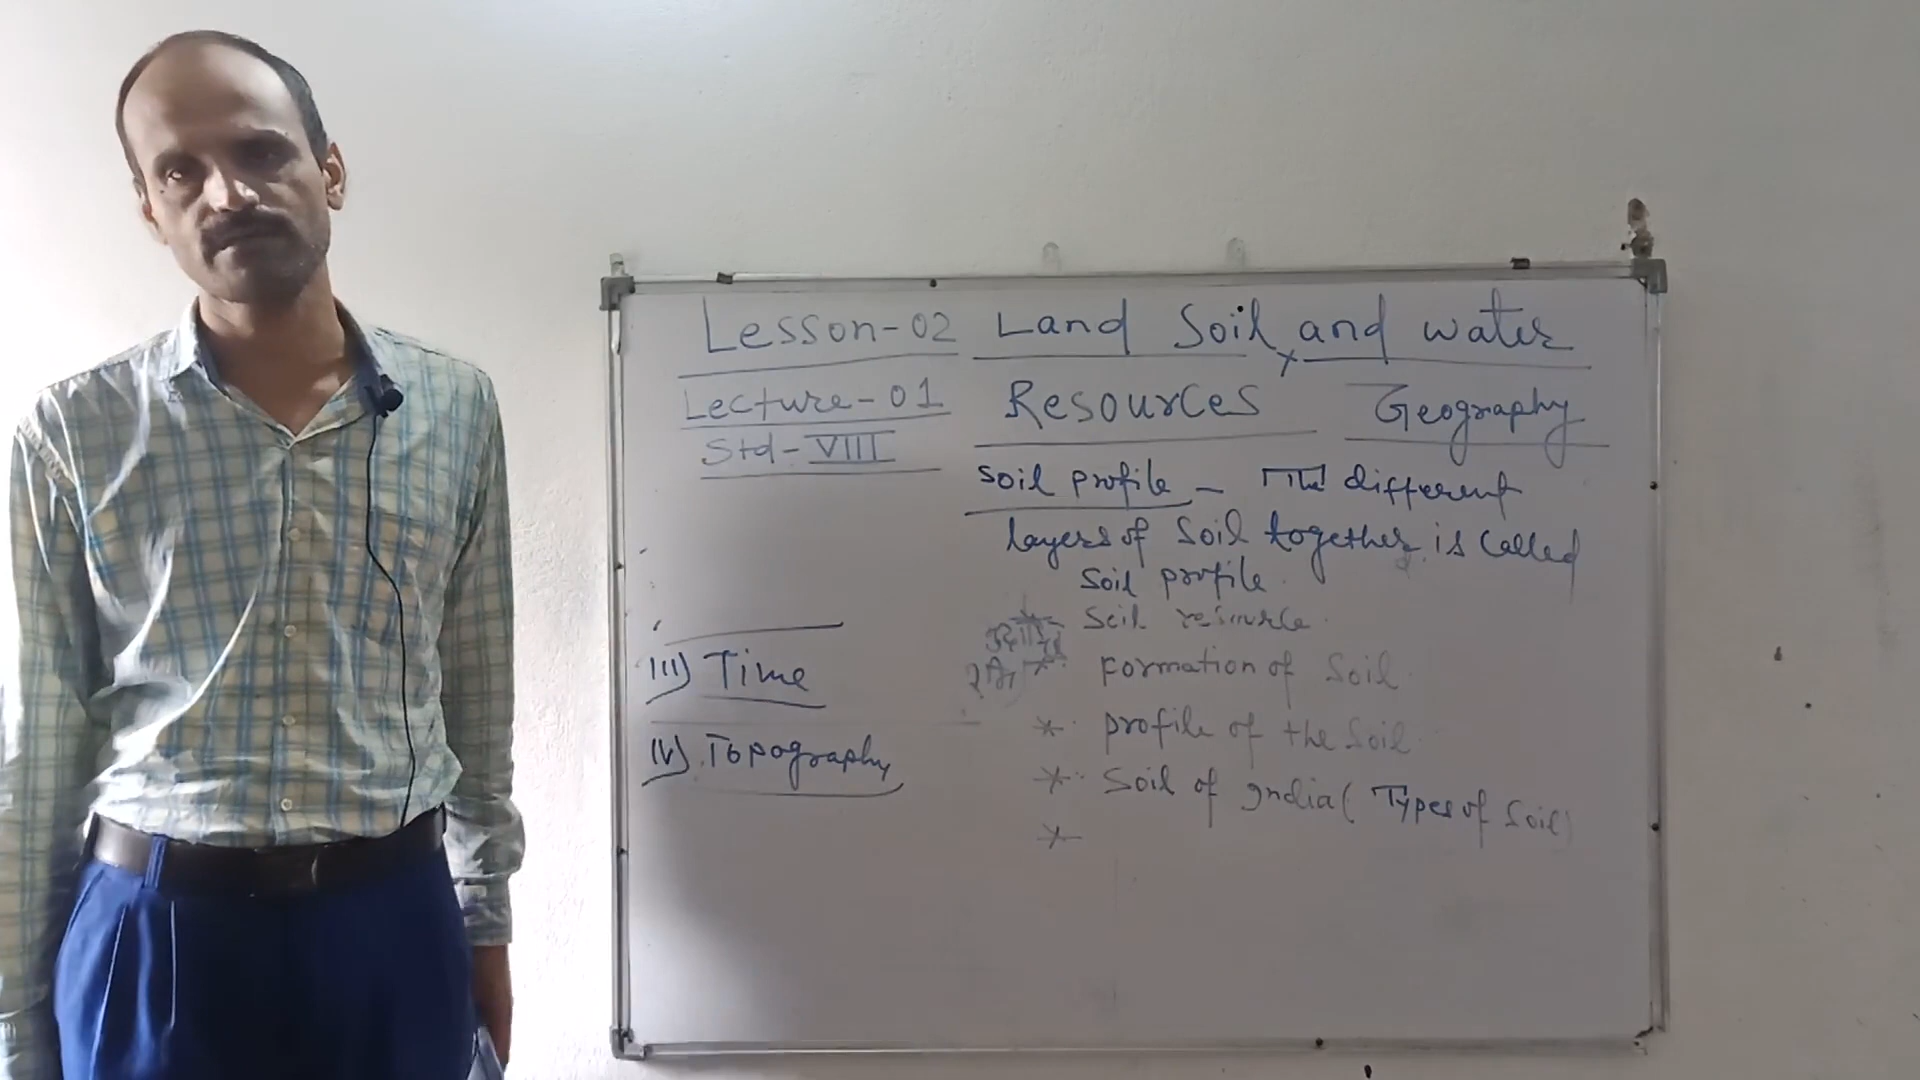 Lesson-02 Land Soil, and water
Lecture-01 Resources Geography
Std-VIII
Soil profile - The different
layers of Soil together is Called
Soil profile.
* Soil resource.
III) Time
* Formation of Soil.
* profile of the Soil.
IV) Topography
* Soil of India( Types of Soil)
*